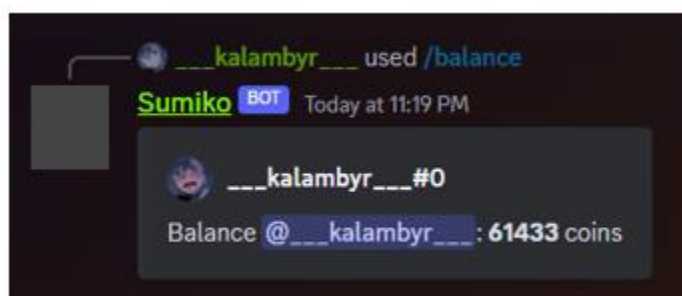 ___kalambyr___ used /balance
Sumiko BOT Today at 11:19 PM
___kalambyr___#0
Balance @___kalambyr___: 61433 coins